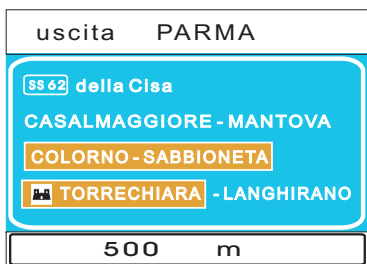 uscita PARMA
SS 62 della Cisa
CASALMAGGIORE - MANTOVA
COLORNO - SABBIONETA
TORRECHIARA - LANGHIRANO
500 m